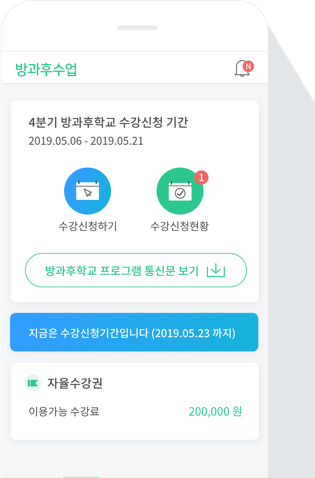 방과후수업
N
4분기 방과후학교 수강신청 기간
2019.05.06 - 2019.05.21
1
수강신청하기 수강신청현황
방과후학교 프로그램 통신문 보기
지금은 수강신청기간입니다 (2019.05.23 까지)
자율수강권
이용가능 수강료 200,000 원